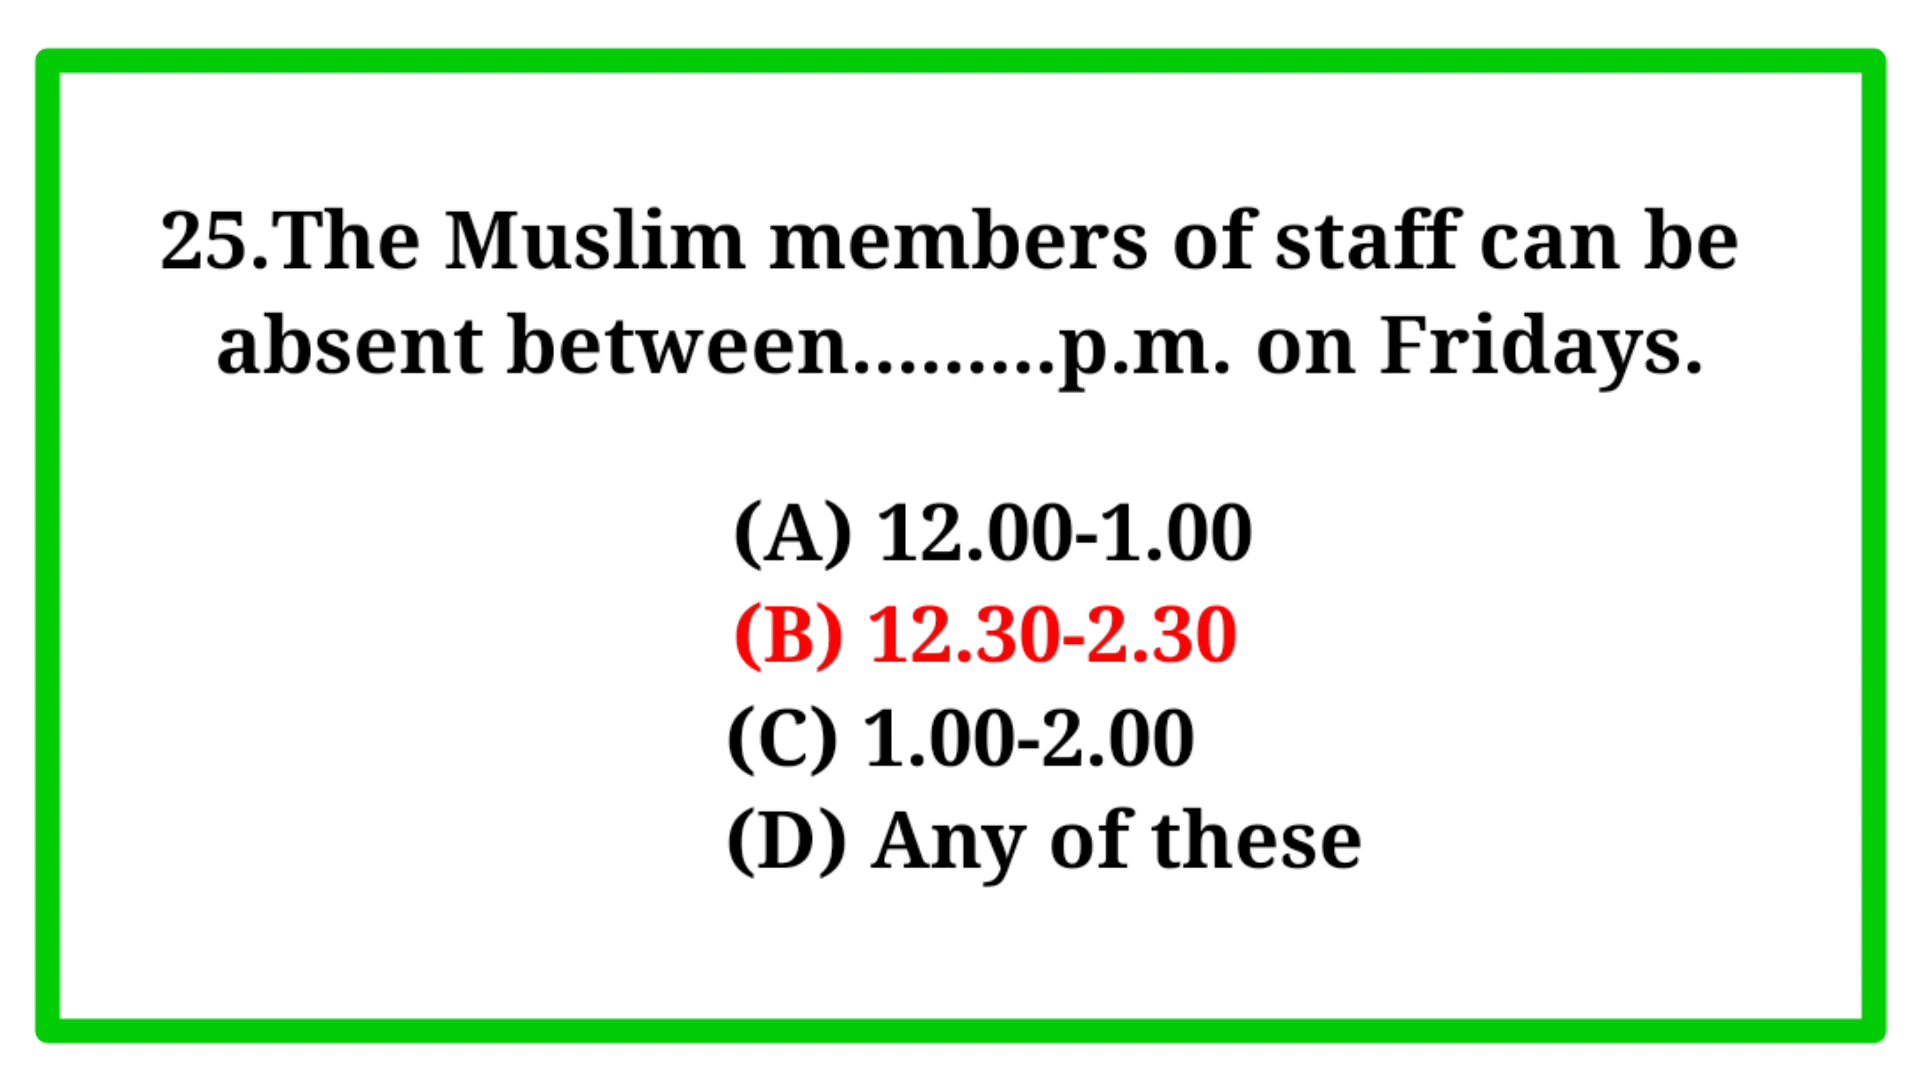 25.The Muslim members of staff can be
absent between.........p.m. on Fridays.
(A) 12.00-1.00
(B) 12.30-2.30
(C) 1.00-2.00
(D) Any of these